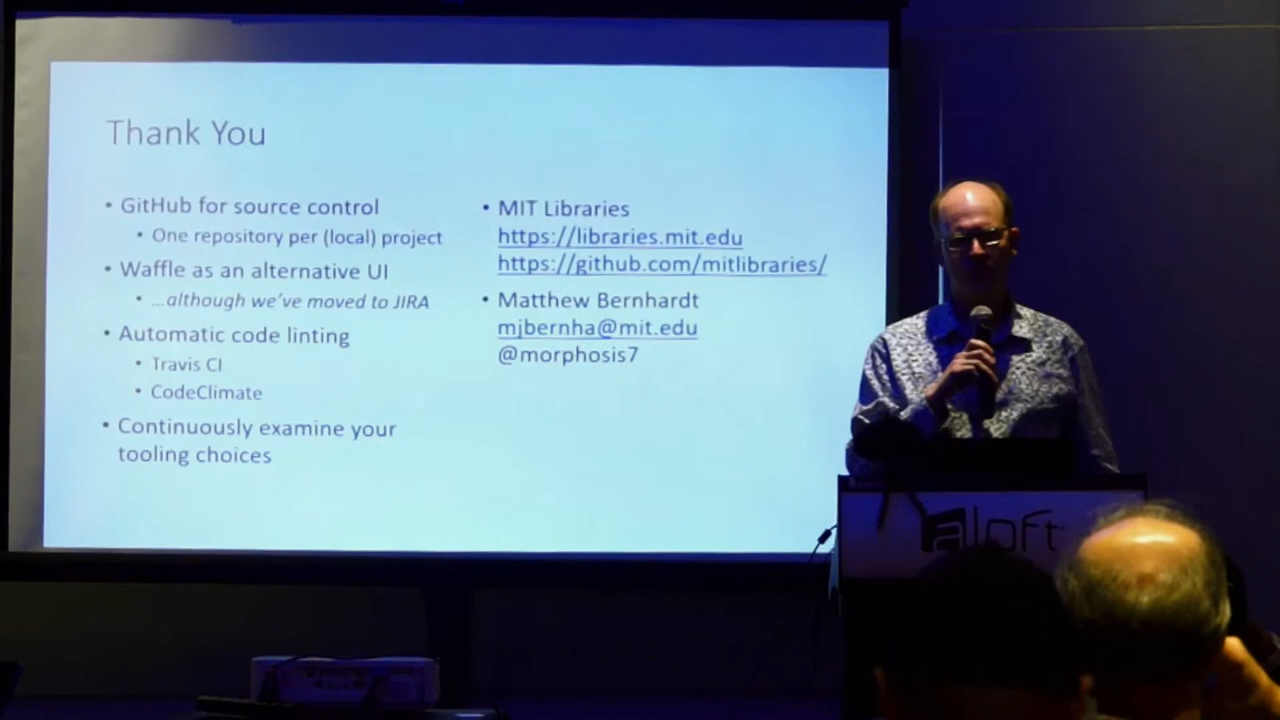 Thank You
• GitHub for source control
• One repository per (local) project
• Waffle as an alternative UI
• ...although we've moved to JIRA
• Automatic code linting
• Travis CI
• CodeClimate
• Continuously examine your
tooling choices
• MIT Libraries
https://libraries.mit.edu
https://github.com/mitlibraries/
• Matthew Bernhardt
mjbernha@mit.edu
@morphosis7
aloft